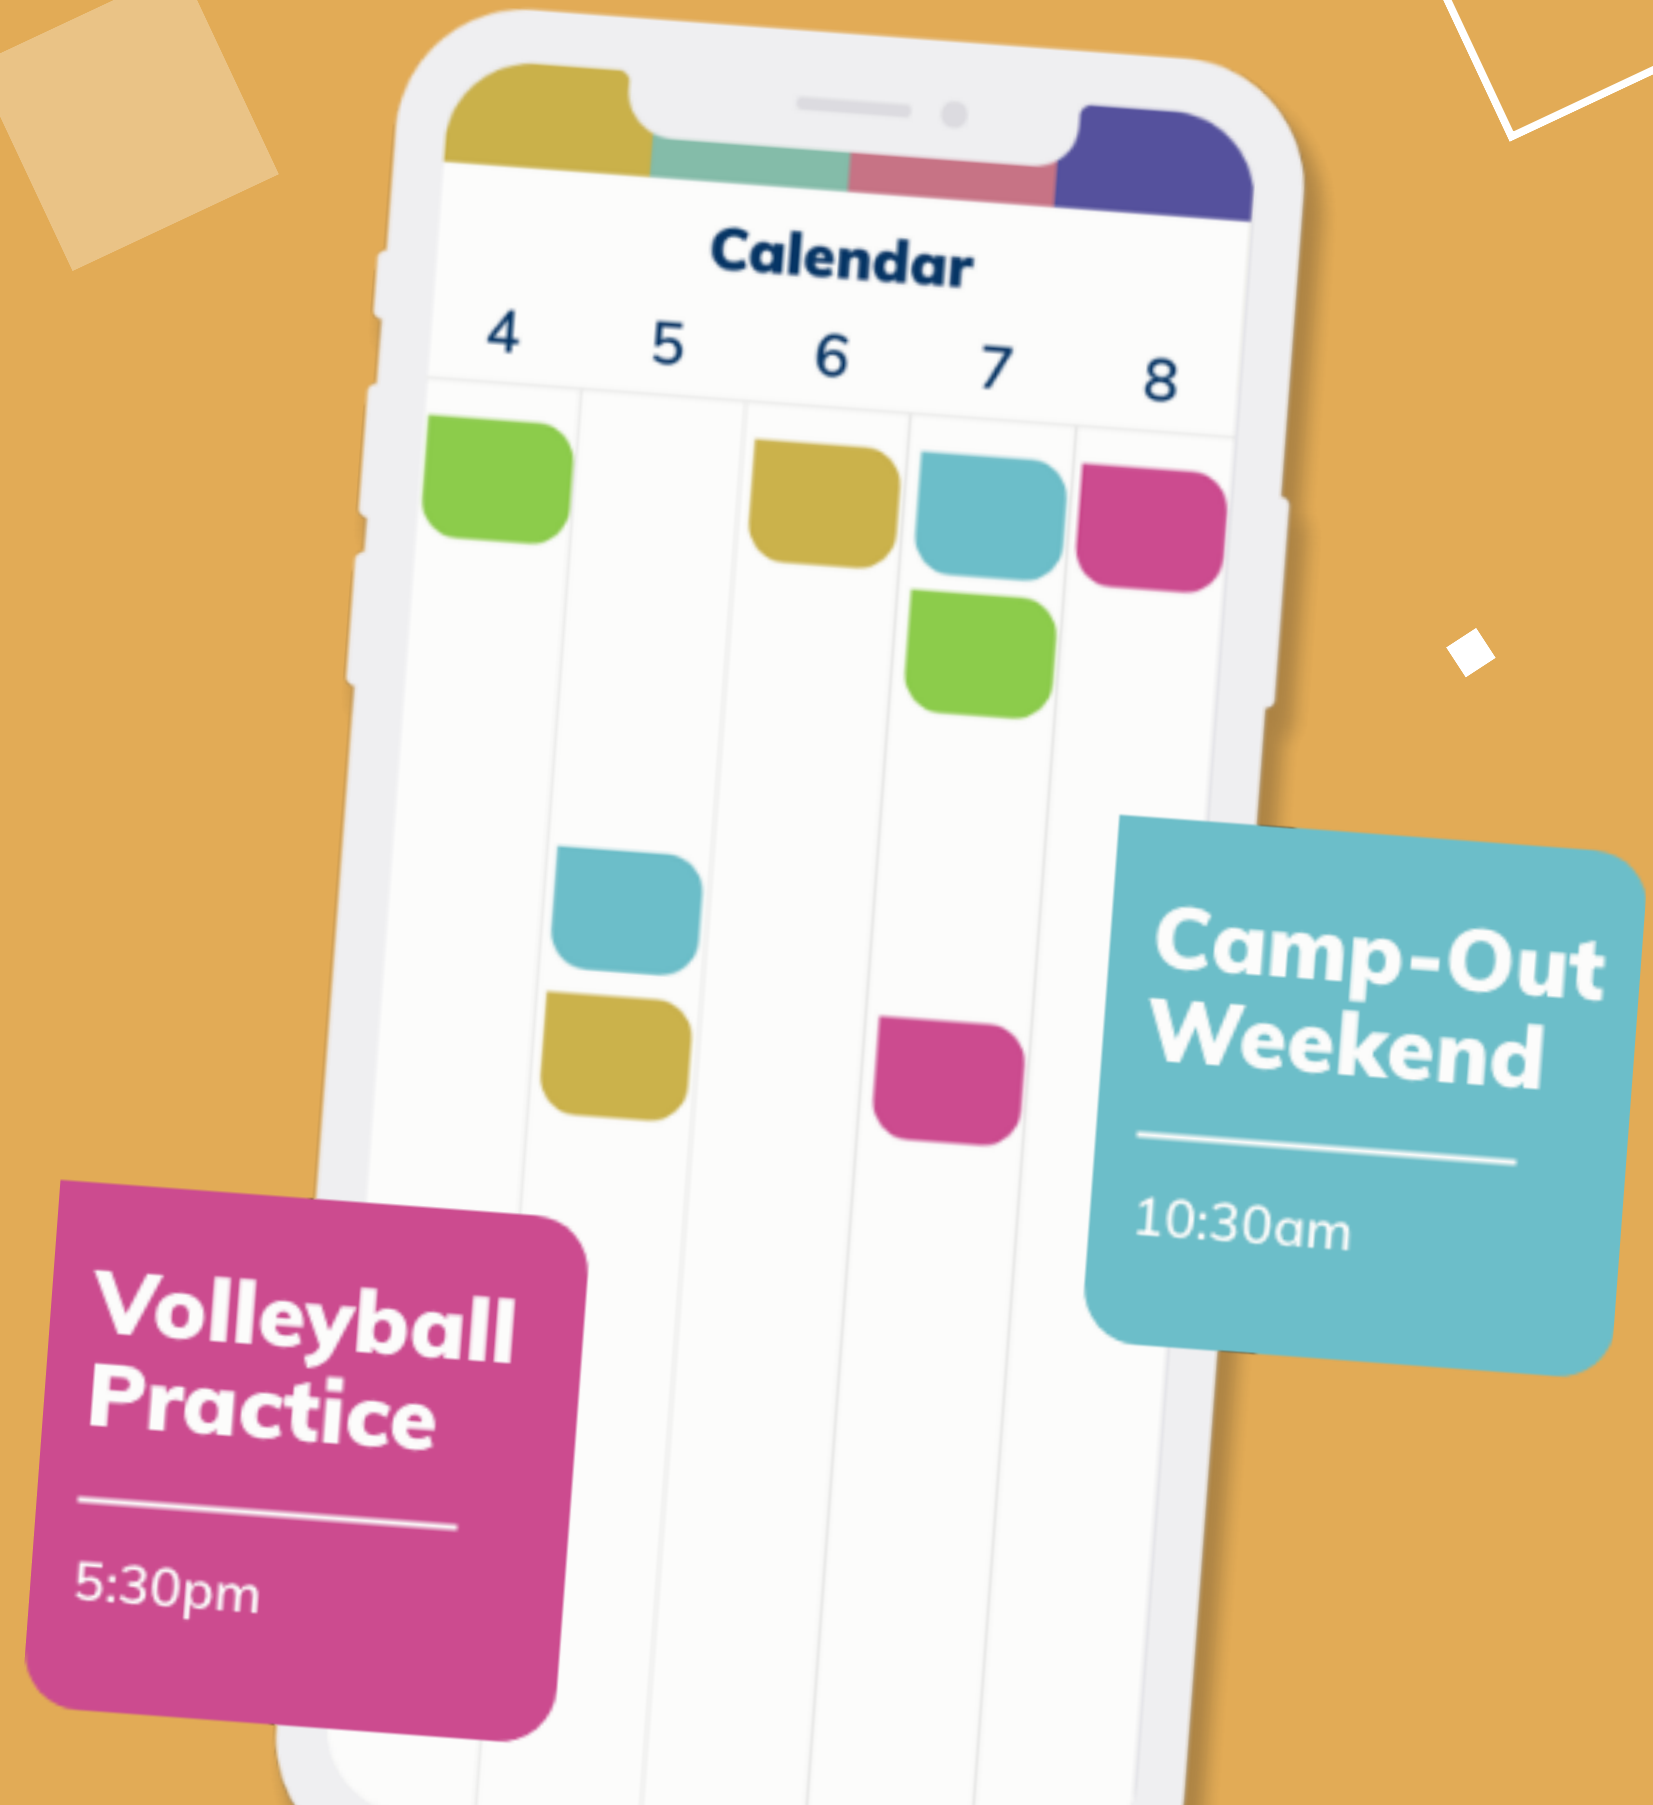 Calendar
4 5 6 7 8
Camp-Out
Weekend
10:30am
Volleyball
Practice
5:30pm